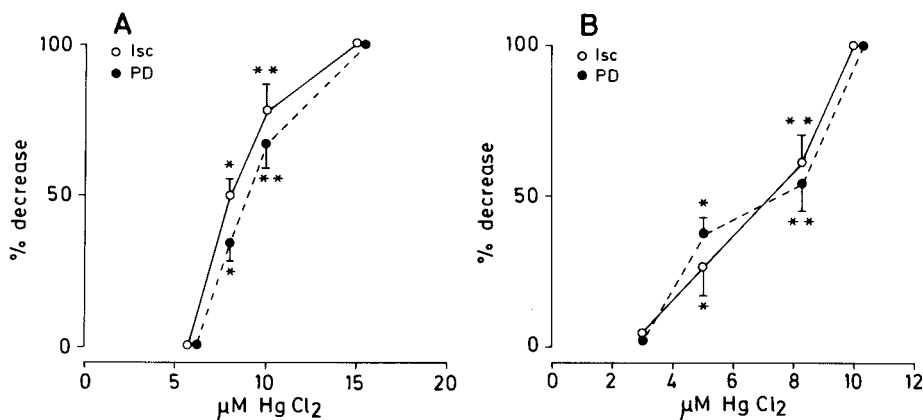 A
Isc
PD
100
50
0
% decrease
* *
*
* *
*
0 5 10 15 20
μM HgCl2
B
Isc
PD
100
50
0
% decrease
* *
*
* *
*
0 2 4 6 8 10 12
μM HgCl2